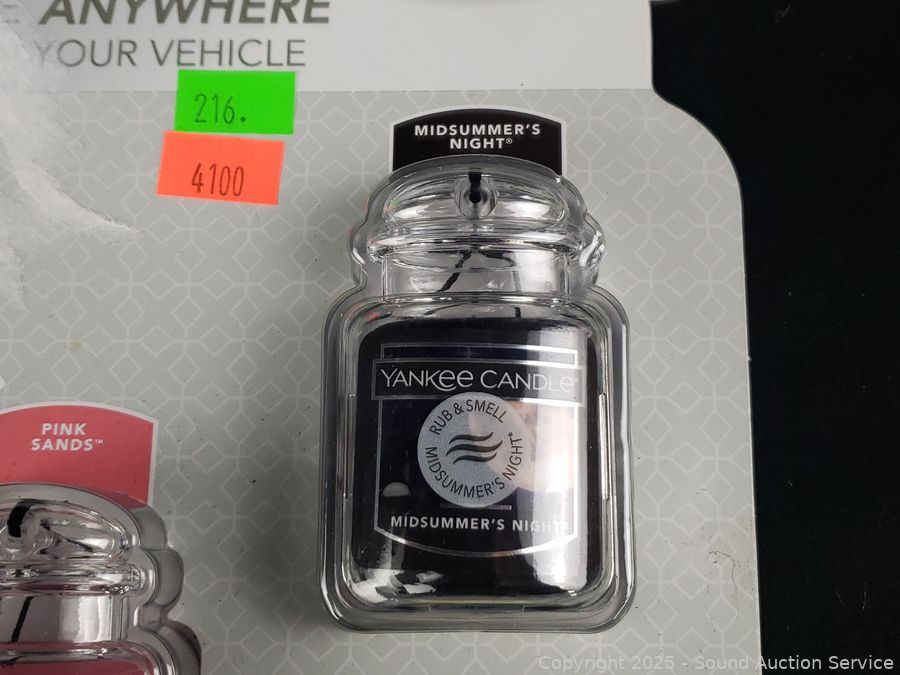 ANYWHERE
YOUR VEHICLE
216.
4100
MIDSUMMER'S
NIGHT®
YANKEE CANDLE®
RUB & SMELL
MIDSUMMER'S NIGHT®
MIDSUMMER'S NIGHT
PINK
SANDS™
Copyright 2025 - Sound Auction Service